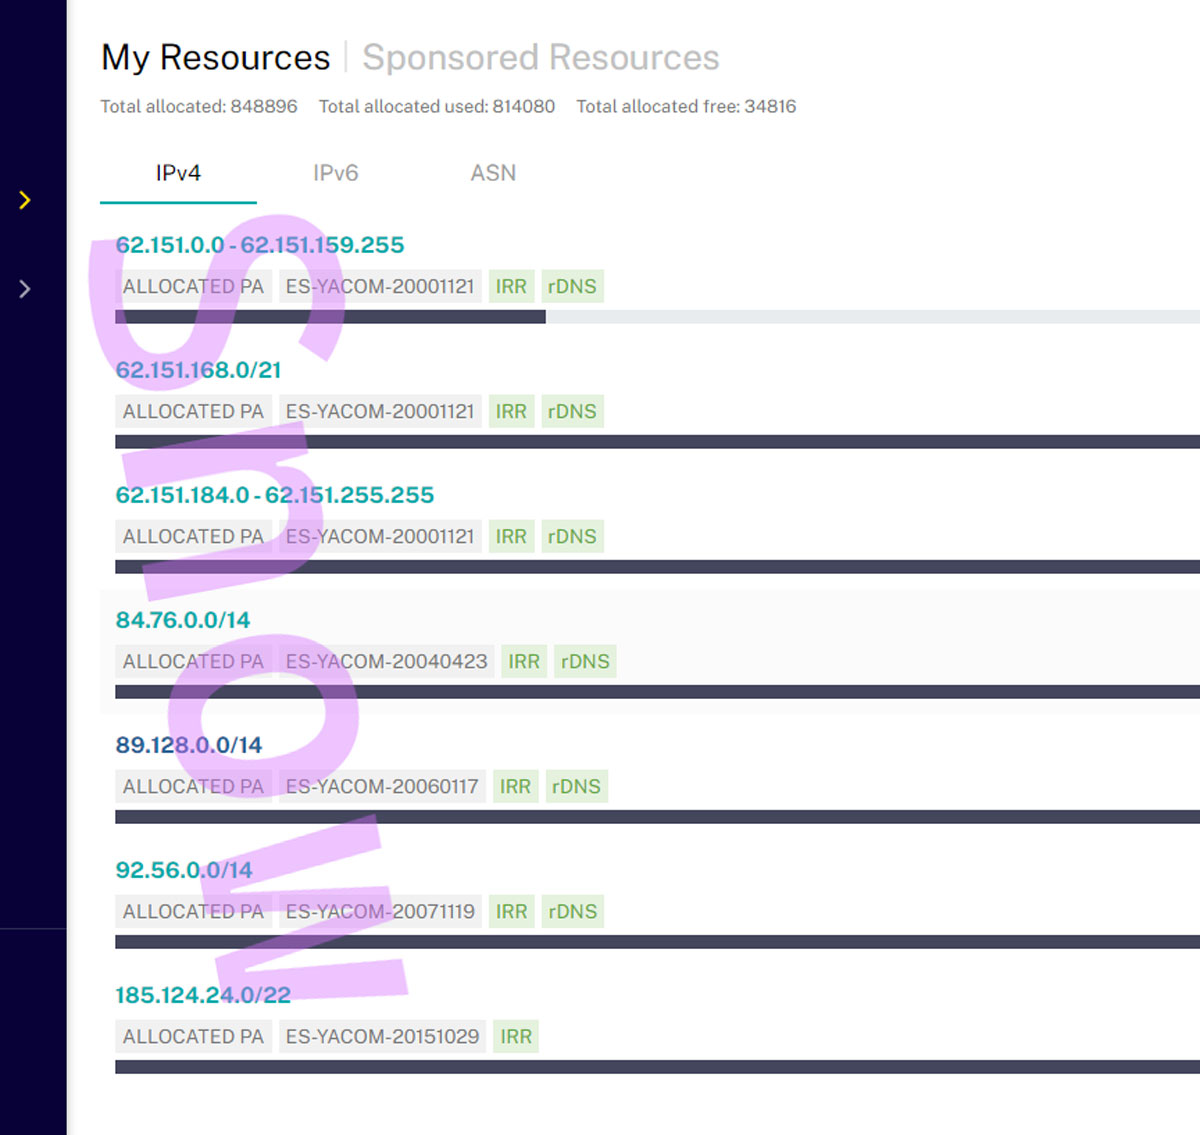 My Resources Sponsored Resources
Total allocated: 848896 Total allocated used: 814080 Total allocated free: 34816
IPv4 IPv6 ASN
62.151.0.0 - 62.151.159.255
ALLOCATED PA ES-YACOM-20001121 IRR rDNS
62.151.168.0/21
ALLOCATED PA ES-YACOM-20001121 IRR rDNS
62.151.184.0 - 62.151.255.255
ALLOCATED PA ES-YACOM-20001121 IRR rDNS
84.76.0.0/14
ALLOCATED PA ES-YACOM-20040423 IRR rDNS
89.128.0.0/14
ALLOCATED PA ES-YACOM-20060117 IRR rDNS
92.56.0.0/14
ALLOCATED PA ES-YACOM-20071119 IRR rDNS
185.124.24.0/22
ALLOCATED PA ES-YACOM-20151029 IRR
Snow